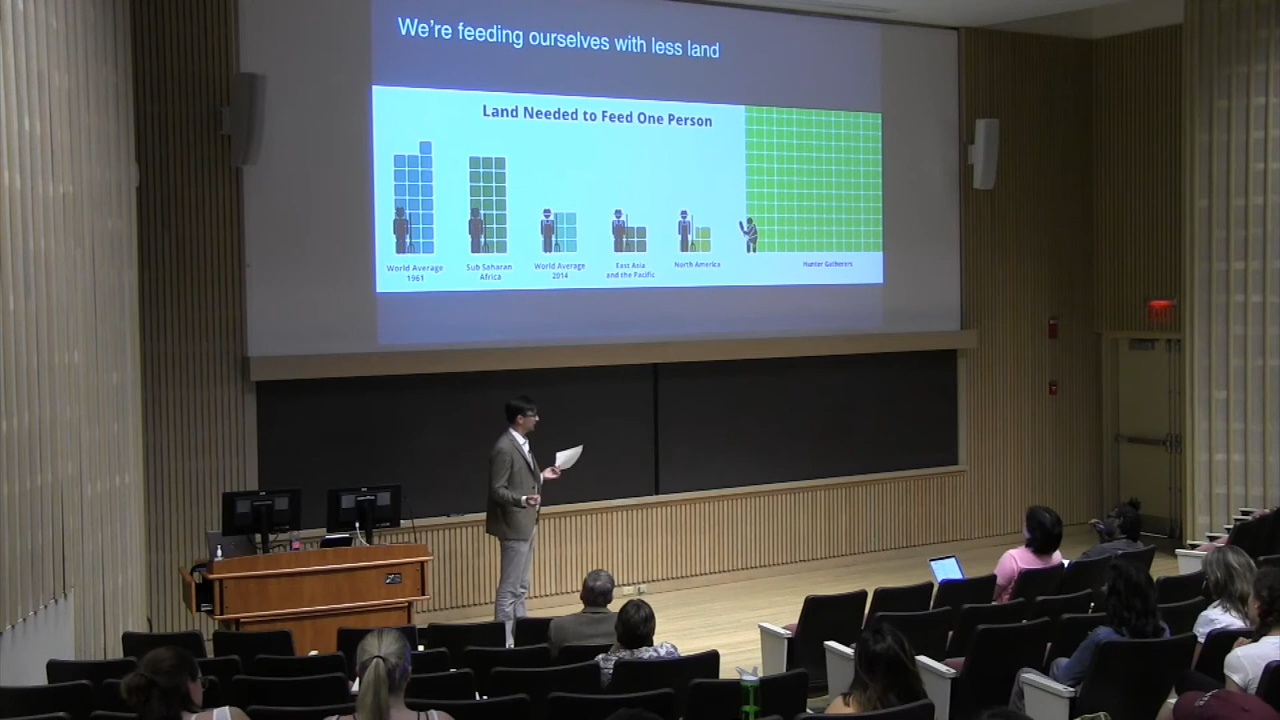 We're feeding ourselves with less land
Land Needed to Feed One Person
World Average
1961
Sub Saharan
Africa
World Average
2014
East Asia
and the Pacific
North America
Hunter Gatherers